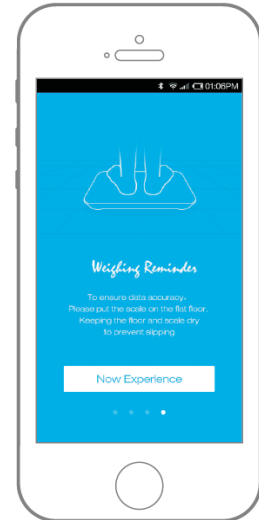 01:06PM
Weighing Reminder
To ensure data accuracy,
Please put the scale on the flat floor.
Keeping the floor and scale dry
to prevent slipping
Now Experience